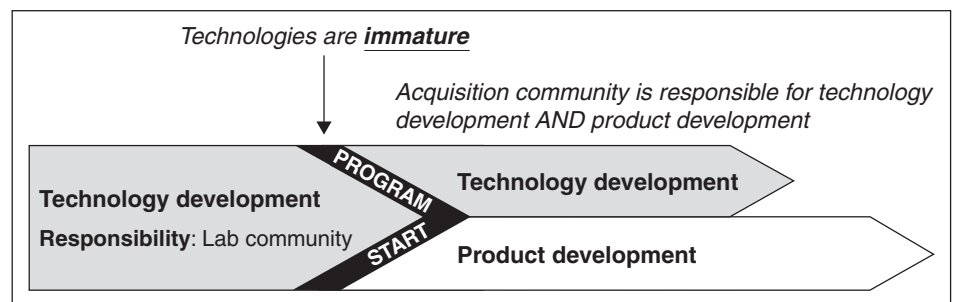 Technologies are immature
Acquisition community is responsible for technology
development AND product development
PROGRAM
START
Technology development
Responsibility: Lab community
Technology development
Product development